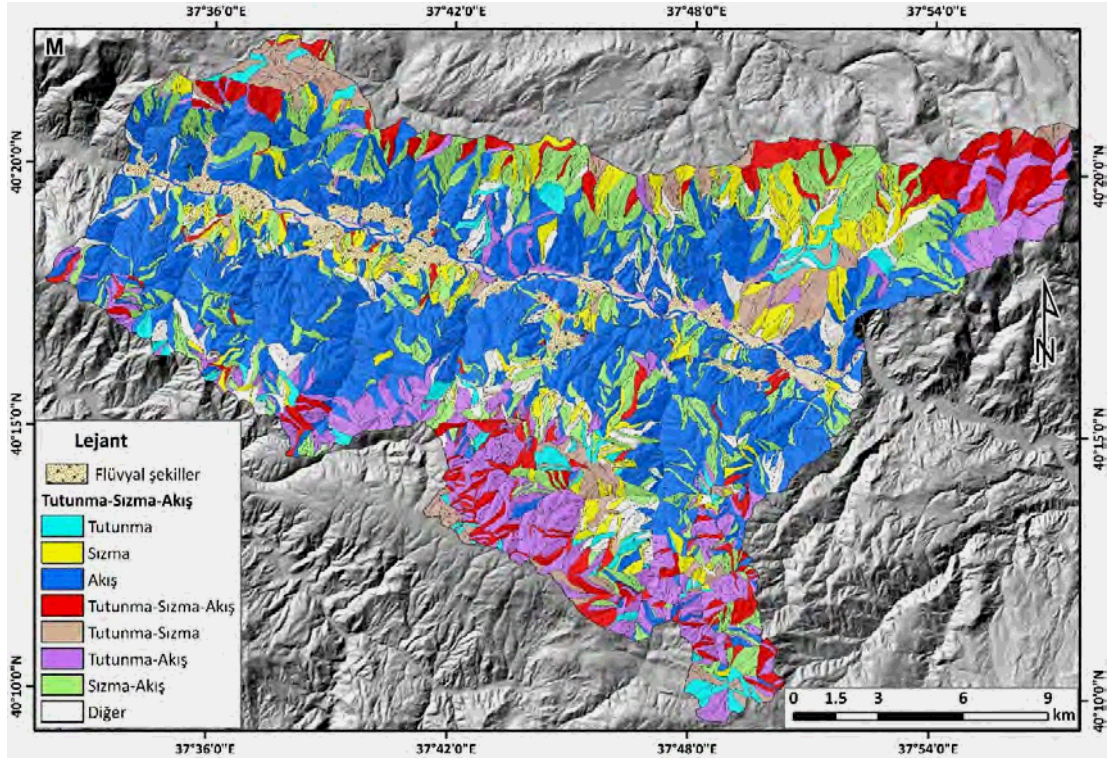 37°36'0"E 37°42'0"E 37°48'0"E 37°54'0"E
M
40°20'0"N 40°20'0"N
N
40°15'0"N 40°15'0"N
Lejant
Flüvyal şekiller
Tutunma-Sızma-Akış
Tutunma
Sızma
Akış
Tutunma-Sızma-Akış
Tutunma-Sızma
Tutunma-Akış
Sızma-Akış
Diğer
40°10'0"N 40°10'0"N
0 1.5 3 6 9
km
37°36'0"E 37°42'0"E 37°48'0"E 37°54'0"E